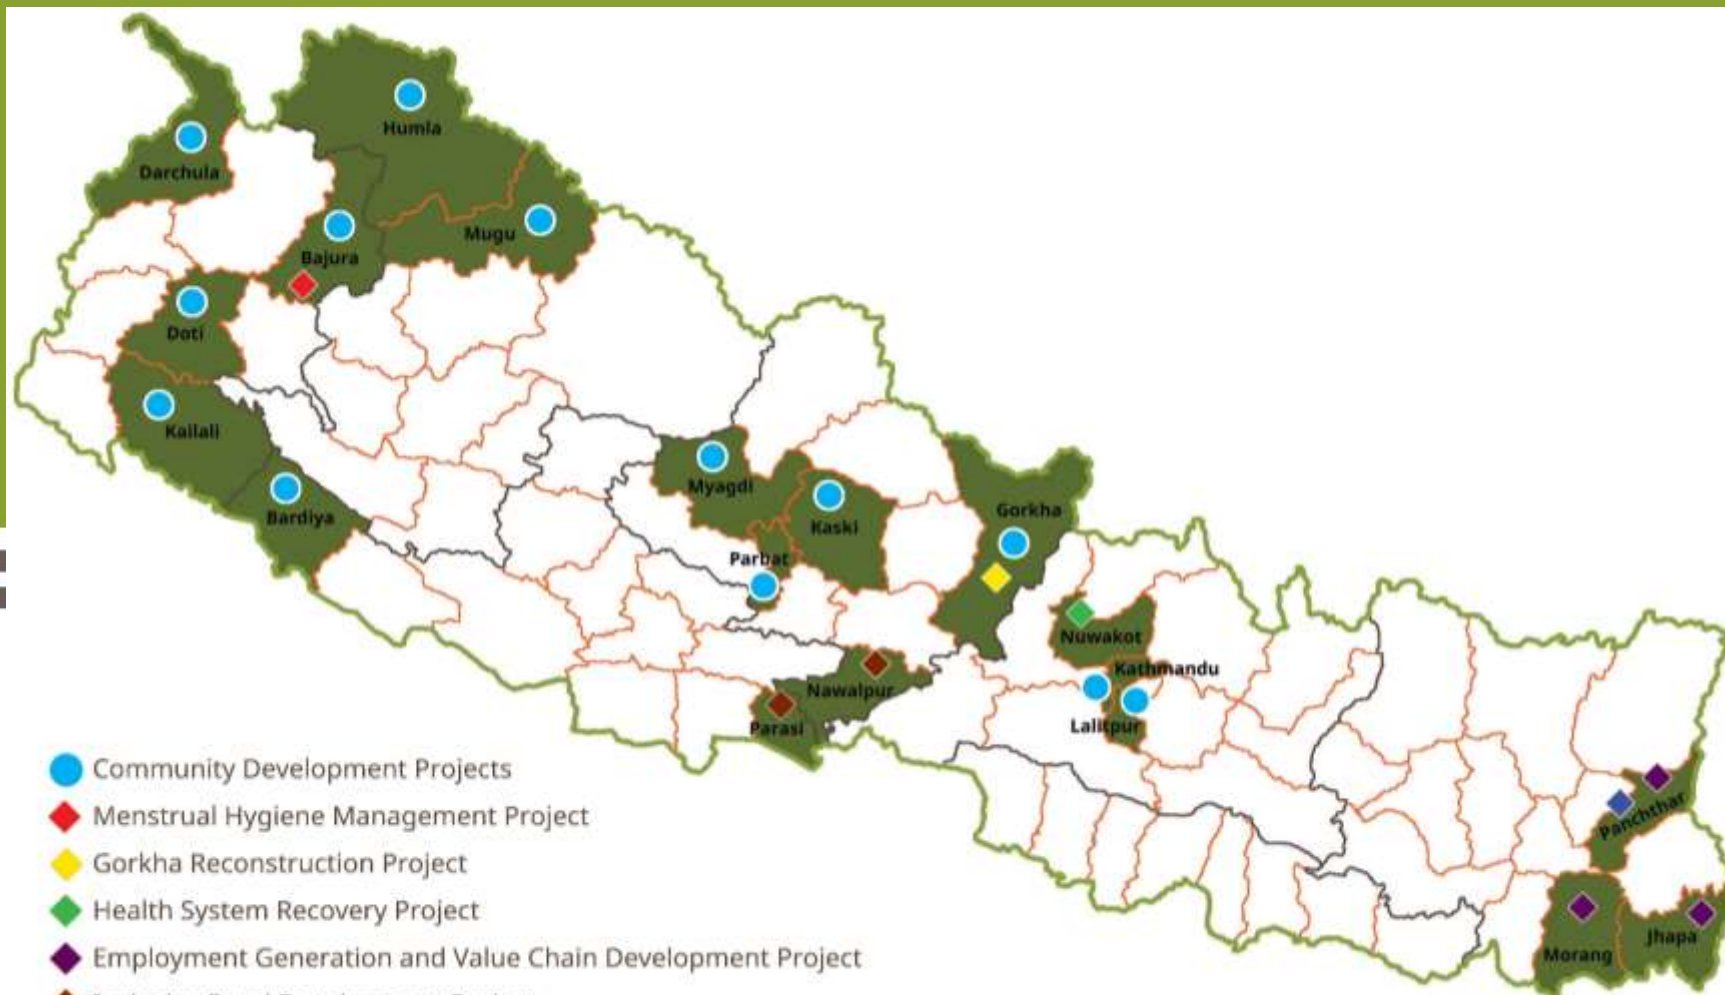 Humla
Darchula
Mugu
Bajura
Doti
Kailali
Myagdi
Bardiya
Kaski
Gorkha
Parbat
Nuwakot
Kathmandu
Nawalpur
Lalitpur
Parasi
Panchthar
Jhapa
Morang
Community Development Projects
Menstrual Hygiene Management Project
Gorkha Reconstruction Project
Health System Recovery Project
Employment Generation and Value Chain Development Project